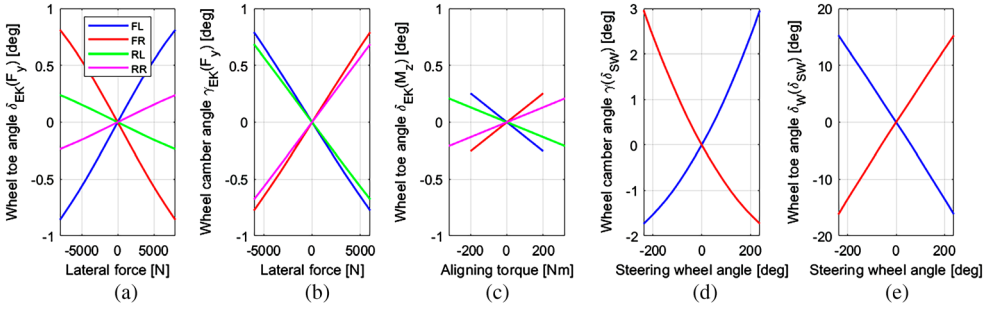 Wheel toe angle δEK(Fy) [deg]
1
0.5
0
-0.5
-1
-5000 0 5000
Lateral force [N]
(a)
FL
FR
RL
RR
Wheel camber angle γEK(Fy) [deg]
1
0.5
0
-0.5
-1
-5000 0 5000
Lateral force [N]
(b)
Wheel toe angle δEK(Mz) [deg]
1
0.5
0
-0.5
-1
-200 0 200
Aligning torque [Nm]
(c)
Wheel camber angle γ(δSW) [deg]
3
2
1
0
-1
-2
-200 0 200
Steering wheel angle [deg]
(d)
Wheel toe angle δW(δSW) [deg]
20
10
0
-10
-20
-200 0 200
Steering wheel angle [deg]
(e)